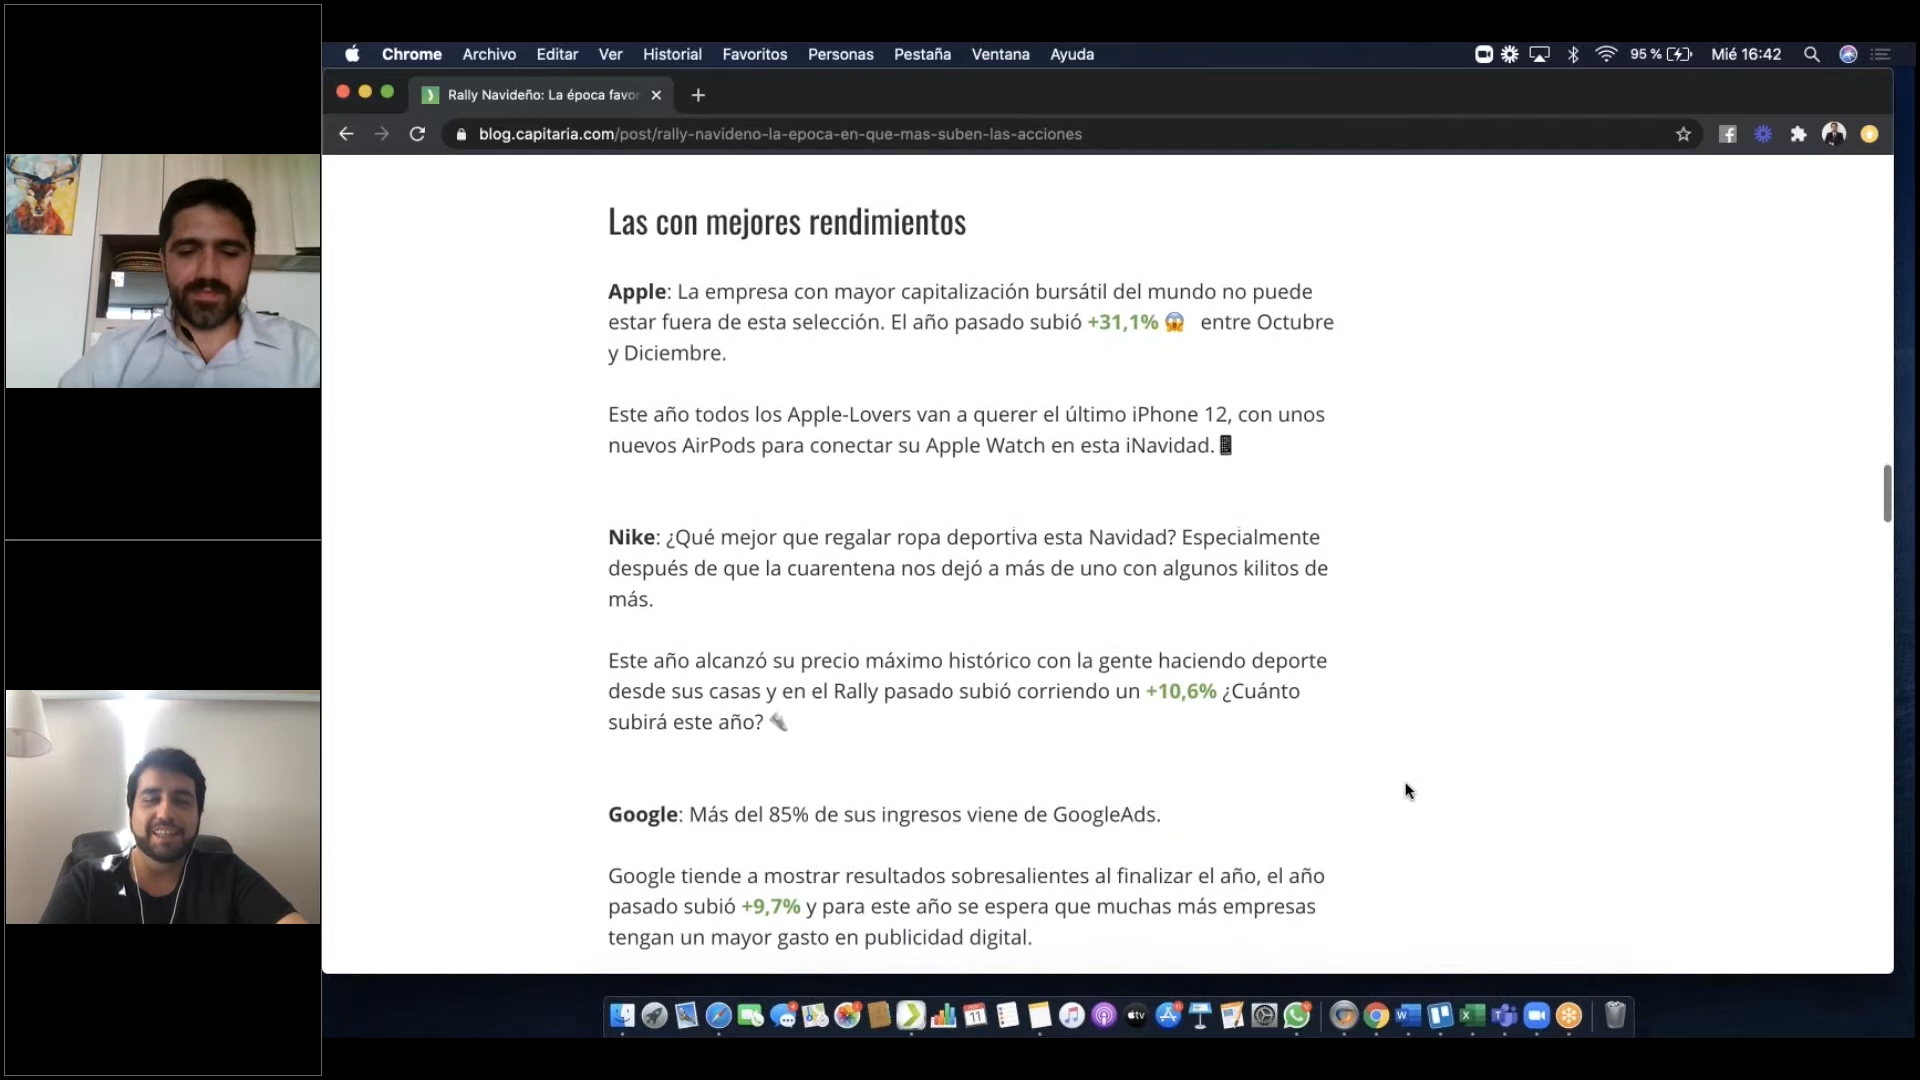 Chrome Archivo Editar Ver Historial Favoritos Personas Pestaña Ventana Ayuda 95 % Mié 16:42
Rally Navideño: La época favor
blog.capitaria.com/post/rally-navideno-la-epoca-en-que-mas-suben-las-acciones
Las con mejores rendimientos
Apple: La empresa con mayor capitalización bursátil del mundo no puede
estar fuera de esta selección. El año pasado subió +31,1% 😱 entre Octubre
y Diciembre.
Este año todos los Apple-Lovers van a querer el último iPhone 12, con unos
nuevos AirPods para conectar su Apple Watch en esta iNavidad.📱
Nike: ¿Qué mejor que regalar ropa deportiva esta Navidad? Especialmente
después de que la cuarentena nos dejó a más de uno con algunos kilitos de
más.
Este año alcanzó su precio máximo histórico con la gente haciendo deporte
desde sus casas y en el Rally pasado subió corriendo un +10,6% ¿Cuánto
subirá este año? 👟
Google: Más del 85% de sus ingresos viene de GoogleAds.
Google tiende a mostrar resultados sobresalientes al finalizar el año, el año
pasado subió +9,7% y para este año se espera que muchas más empresas
tengan un mayor gasto en publicidad digital.
11
tv